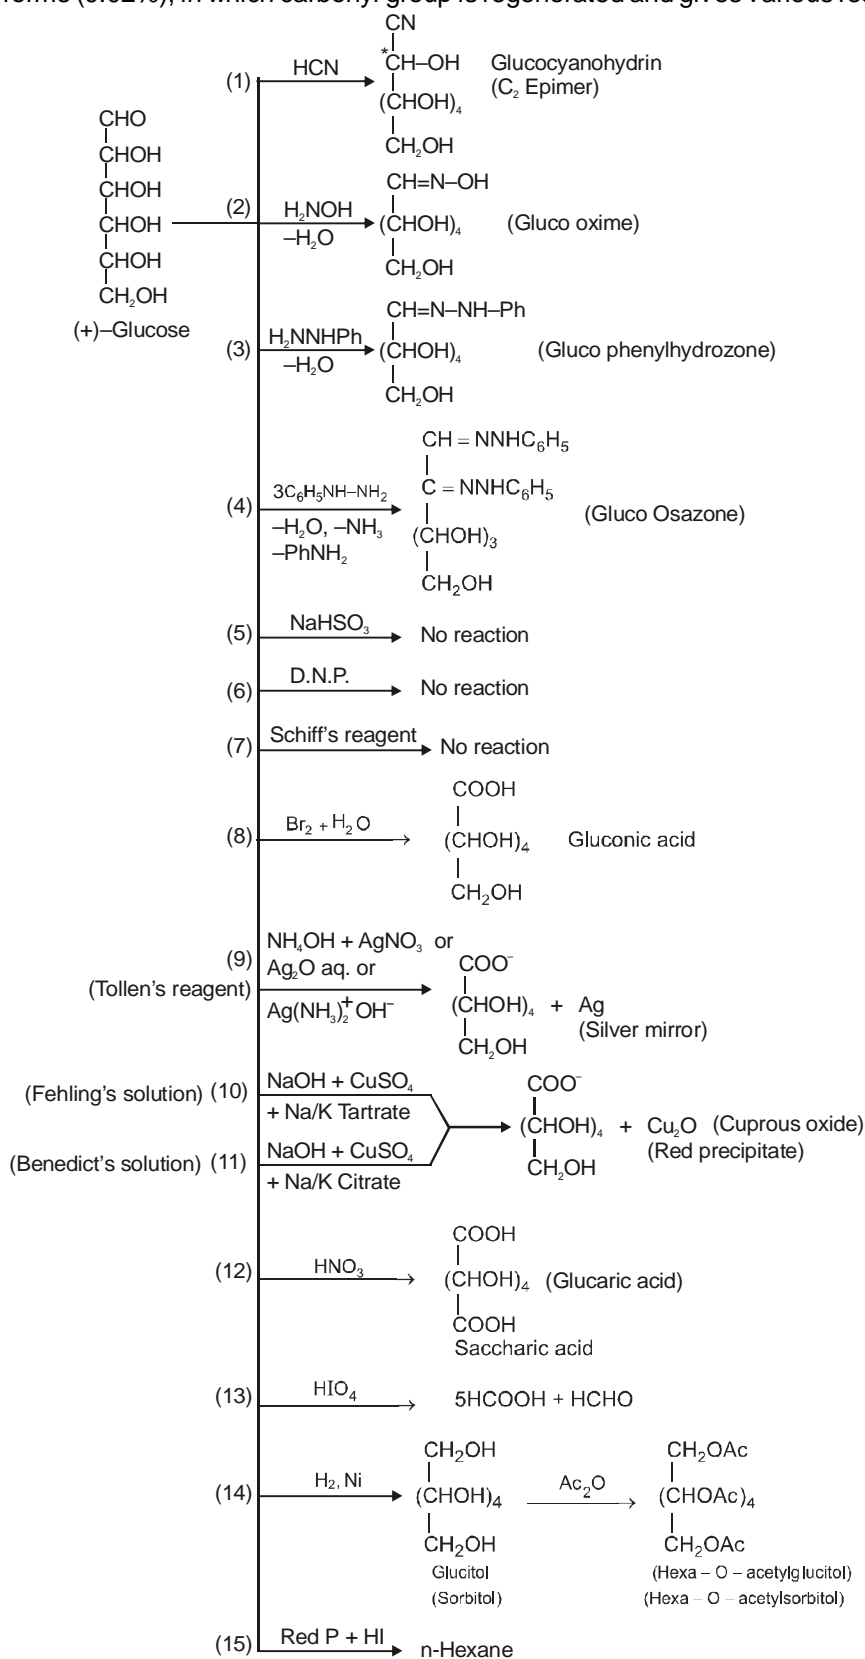 forms (0.02%), in which carbonyl group is regenerated and gives various
CN
*CH–OH
(CHOH)₄
CH₂OH
Glucocyanohydrin
(C₂ Epimer)
(1) HCN
CHO
CHOH
CHOH
CHOH
CHOH
CH₂OH
(+)–Glucose
(2) H₂NOH
–H₂O
CH=N–OH
(CHOH)₄
CH₂OH
(Gluco oxime)
(3) H₂NNHPh
–H₂O
CH=N–NH–Ph
(CHOH)₄
CH₂OH
(Gluco phenylhydrozone)
(4) 3C₆H₅NH–NH₂
–H₂O, –NH₃
–PhNH₂
CH = NNHC₆H₅
C = NNHC₆H₅
(CHOH)₃
CH₂OH
(Gluco Osazone)
(5) NaHSO₃ No reaction
(6) D.N.P. No reaction
(7) Schiff's reagent No reaction
(8) Br₂ + H₂O
COOH
(CHOH)₄
CH₂OH
Gluconic acid
(9)
(Tollen's reagent)
NH₄OH + AgNO₃ or
Ag₂O aq. or
Ag(NH₃)₂⁺ OH⁻
COO⁻
(CHOH)₄ + Ag
(Silver mirror)
CH₂OH
(Fehling's solution) (10) NaOH + CuSO₄
+ Na/K Tartrate
(Benedict's solution) (11) NaOH + CuSO₄
+ Na/K Citrate
COO⁻
(CHOH)₄ + Cu₂O (Cuprous oxide)
(Red precipitate)
CH₂OH
(12) HNO₃
COOH
(CHOH)₄ (Glucaric acid)
COOH
Saccharic acid
(13) HIO₄ 5HCOOH + HCHO
(14) H₂, Ni
CH₂OH
(CHOH)₄
CH₂OH
Glucitol
(Sorbitol)
Ac₂O
CH₂OAc
(CHOAc)₄
CH₂OAc
(Hexa – O – acetylglucitol)
(Hexa – O – acetylsorbitol)
(15) Red P + HI n-Hexane